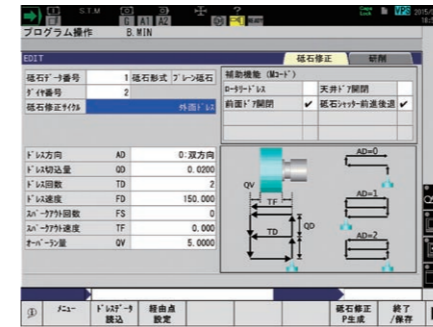 S.T.M
G A1 A2
?
VPS 2015/
プログラム操作 B.MIN
EDIT
砥石修正 研削
砥石データ番号 1 砥石形式 プレーン砥石
ダイヤ番号 2
砥石修正サイクル 外面ドレス
補助機能 (Mコード)
ロータリードレス 天井ドア開閉
前面ドア開閉 ✔ 砥石シャッター前進後退 ✔
ドレス方向 AD 0:双方向
ドレス切込量 QD 0.0200
ドレス回数 TD 2
ドレス速度 FD 150.000
スパークアウト回数 FS 0
スパークアウト速度 TF 0.000
オーバーラン量 QV 5.0000
QV
TF
TD
QD
AD=0
AD=1
AD=2
メニュー
ドレスデータ読込
経由点設定
砥石修正P生成
終了/保存